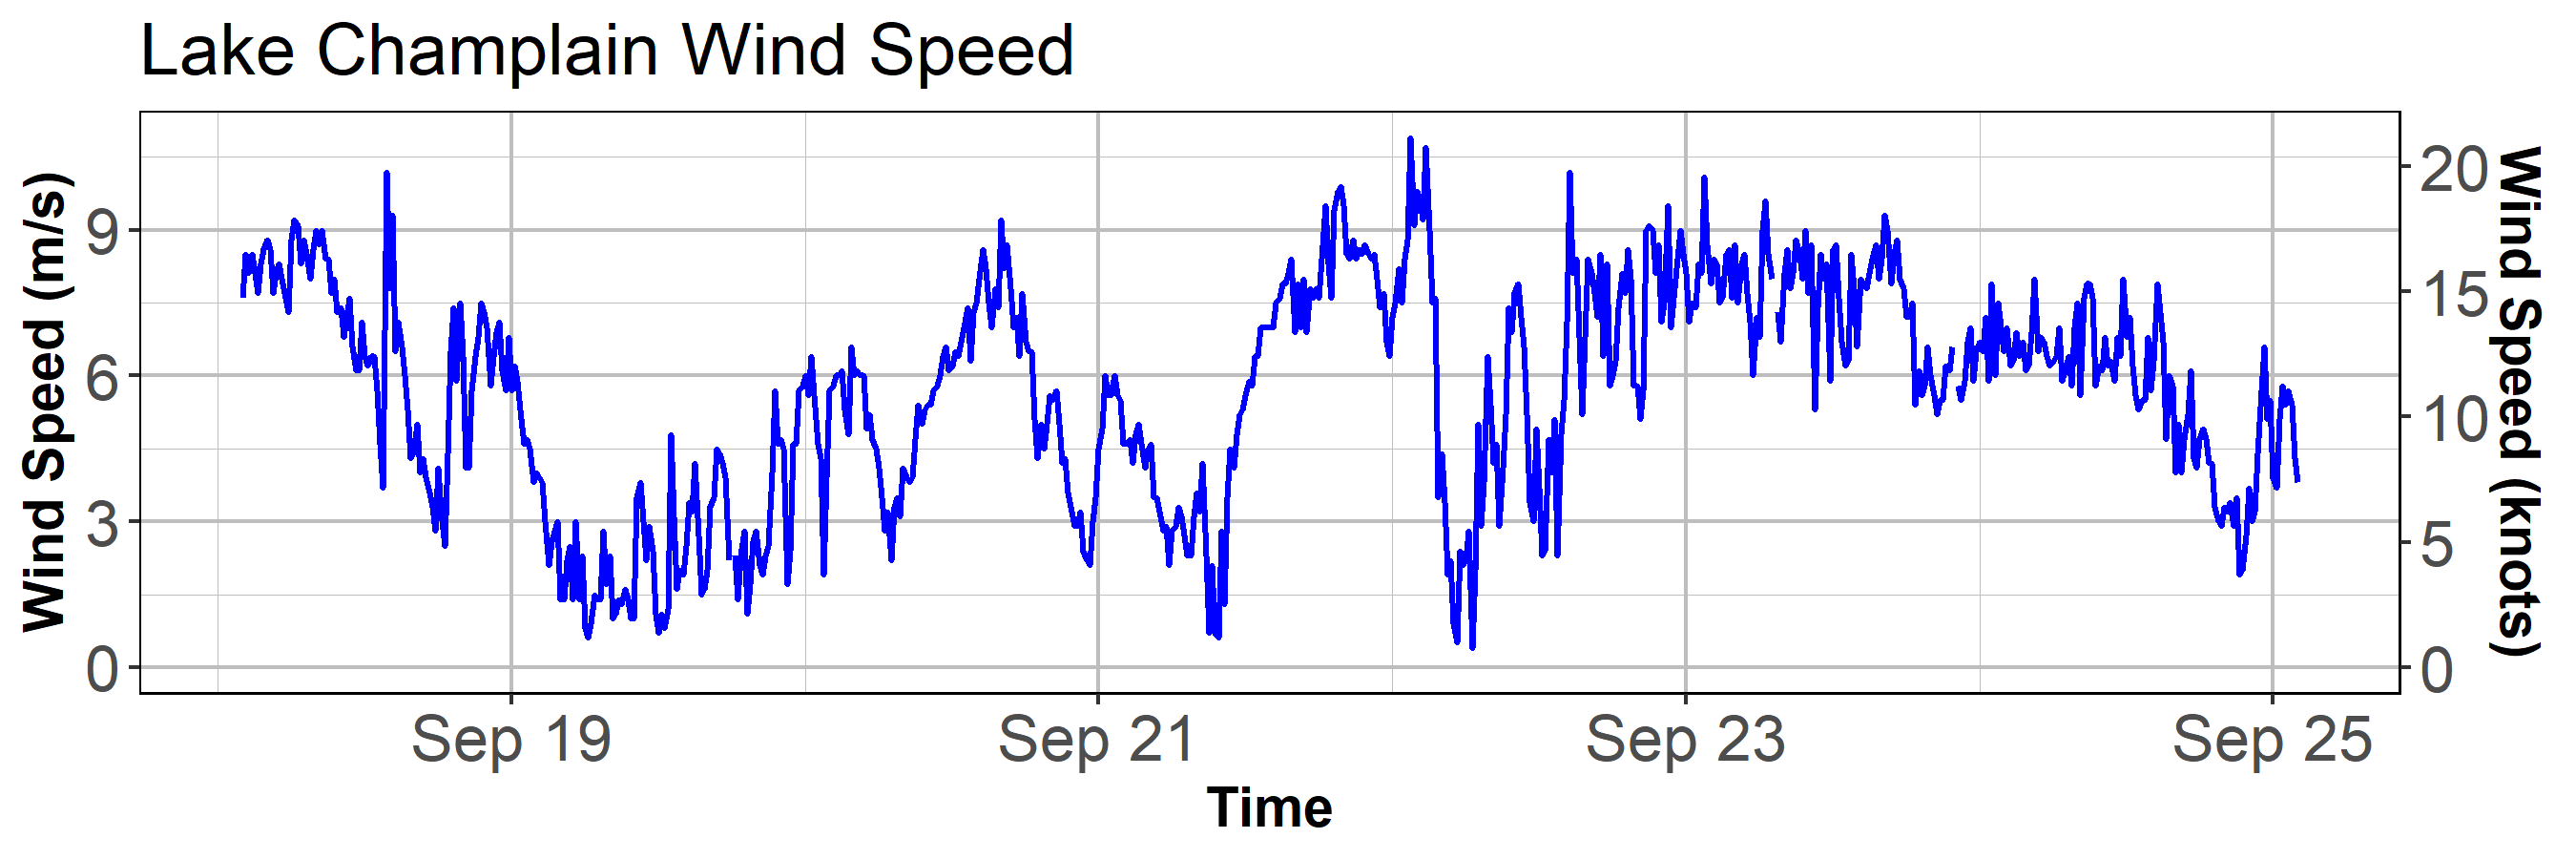 Lake Champlain Wind Speed
Wind Speed (m/s)
9
6
3
0
20
15
10
5
0
Wind Speed (knots)
Sep 19
Sep 21
Sep 23
Sep 25
Time